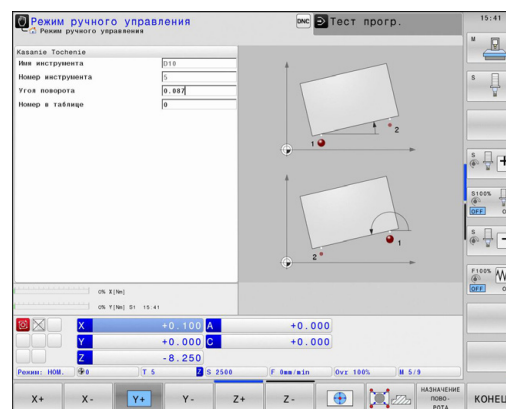 Режим ручного управления
Режим ручного управления
DNC
Тест прогр.
15:41
Kasanie Tochenie
Имя инструмента D10
Номер инструмента 5
Угол поворота 0.087
Номер в таблице 0
1
2
2
1
M
S
S
S100%
OFF
S
F100%
OFF
0% X[Nm]
0% Y[Nm] S1 15:41
X +0.100 A +0.000
Y +0.000 C +0.000
Z -8.250
Режим: НОМ. 0 T 5 Z S 2500 F 0mm/min Ovr 100% M 5/9
X+ X- Y+ Y- Z+ Z- НАЗНАЧЕНИЕ ПОВО- РОТА КОНЕЦ